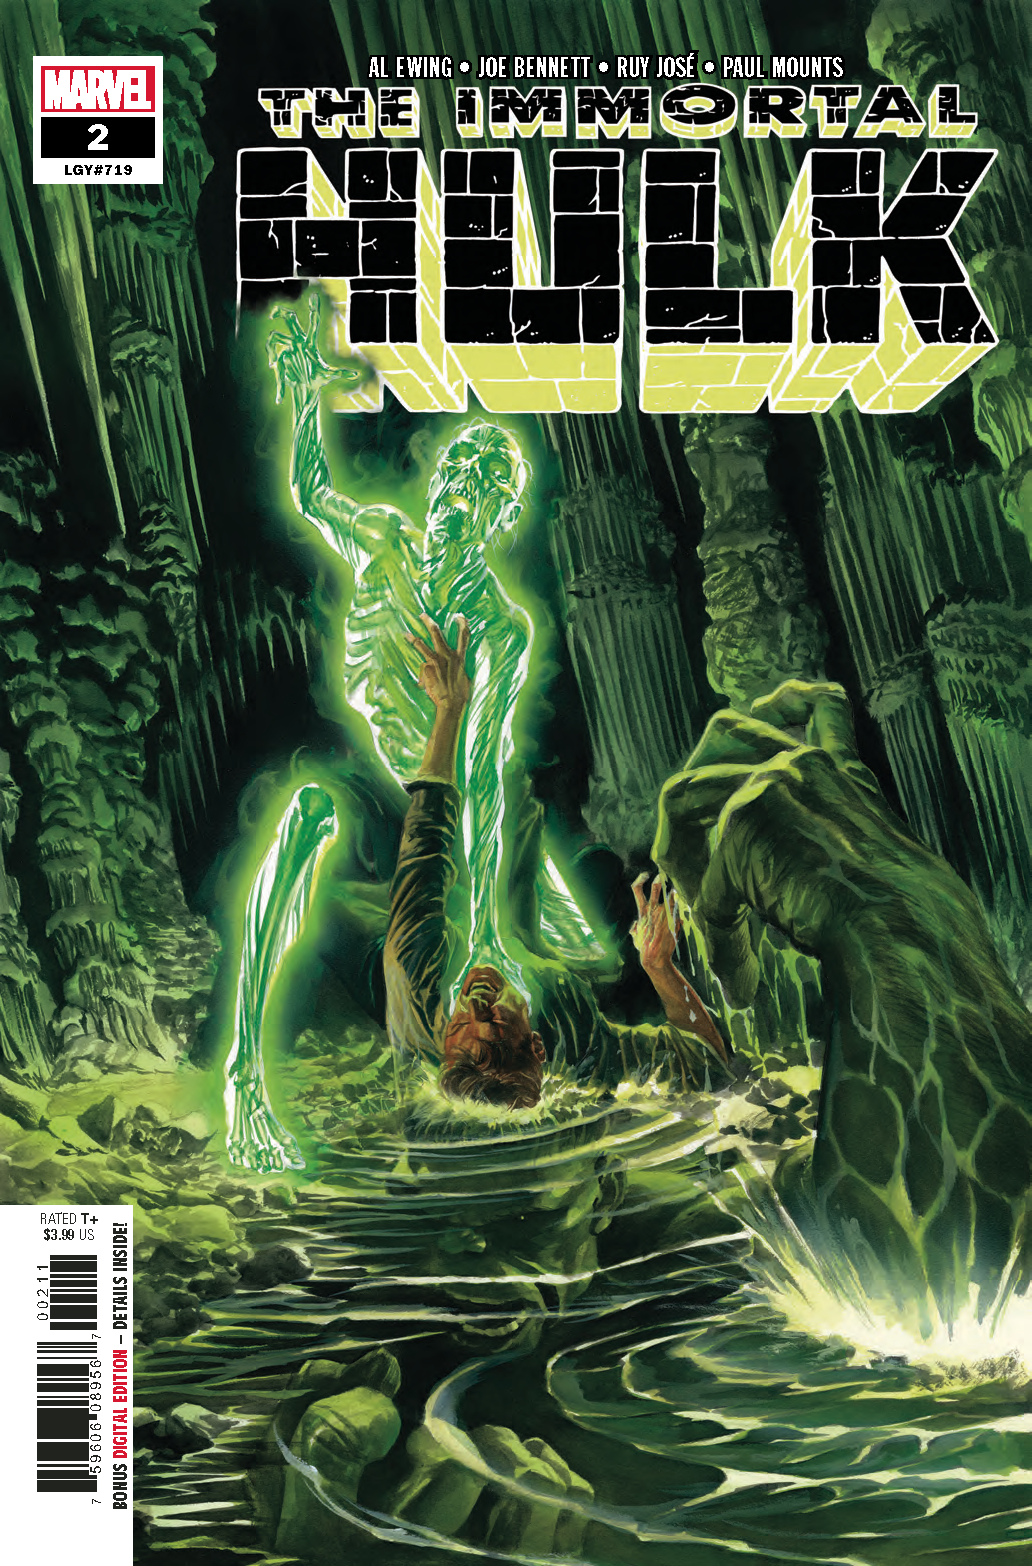 AL EWING • JOE BENNETT • RUY JOSÉ • PAUL MOUNTS
MARVEL
2
LGY#719
THE IMMORTAL
HULK
RATED T+
$3.99 US
BONUS DIGITAL EDITION – DETAILS INSIDE!
00211
7 59606 08956 7